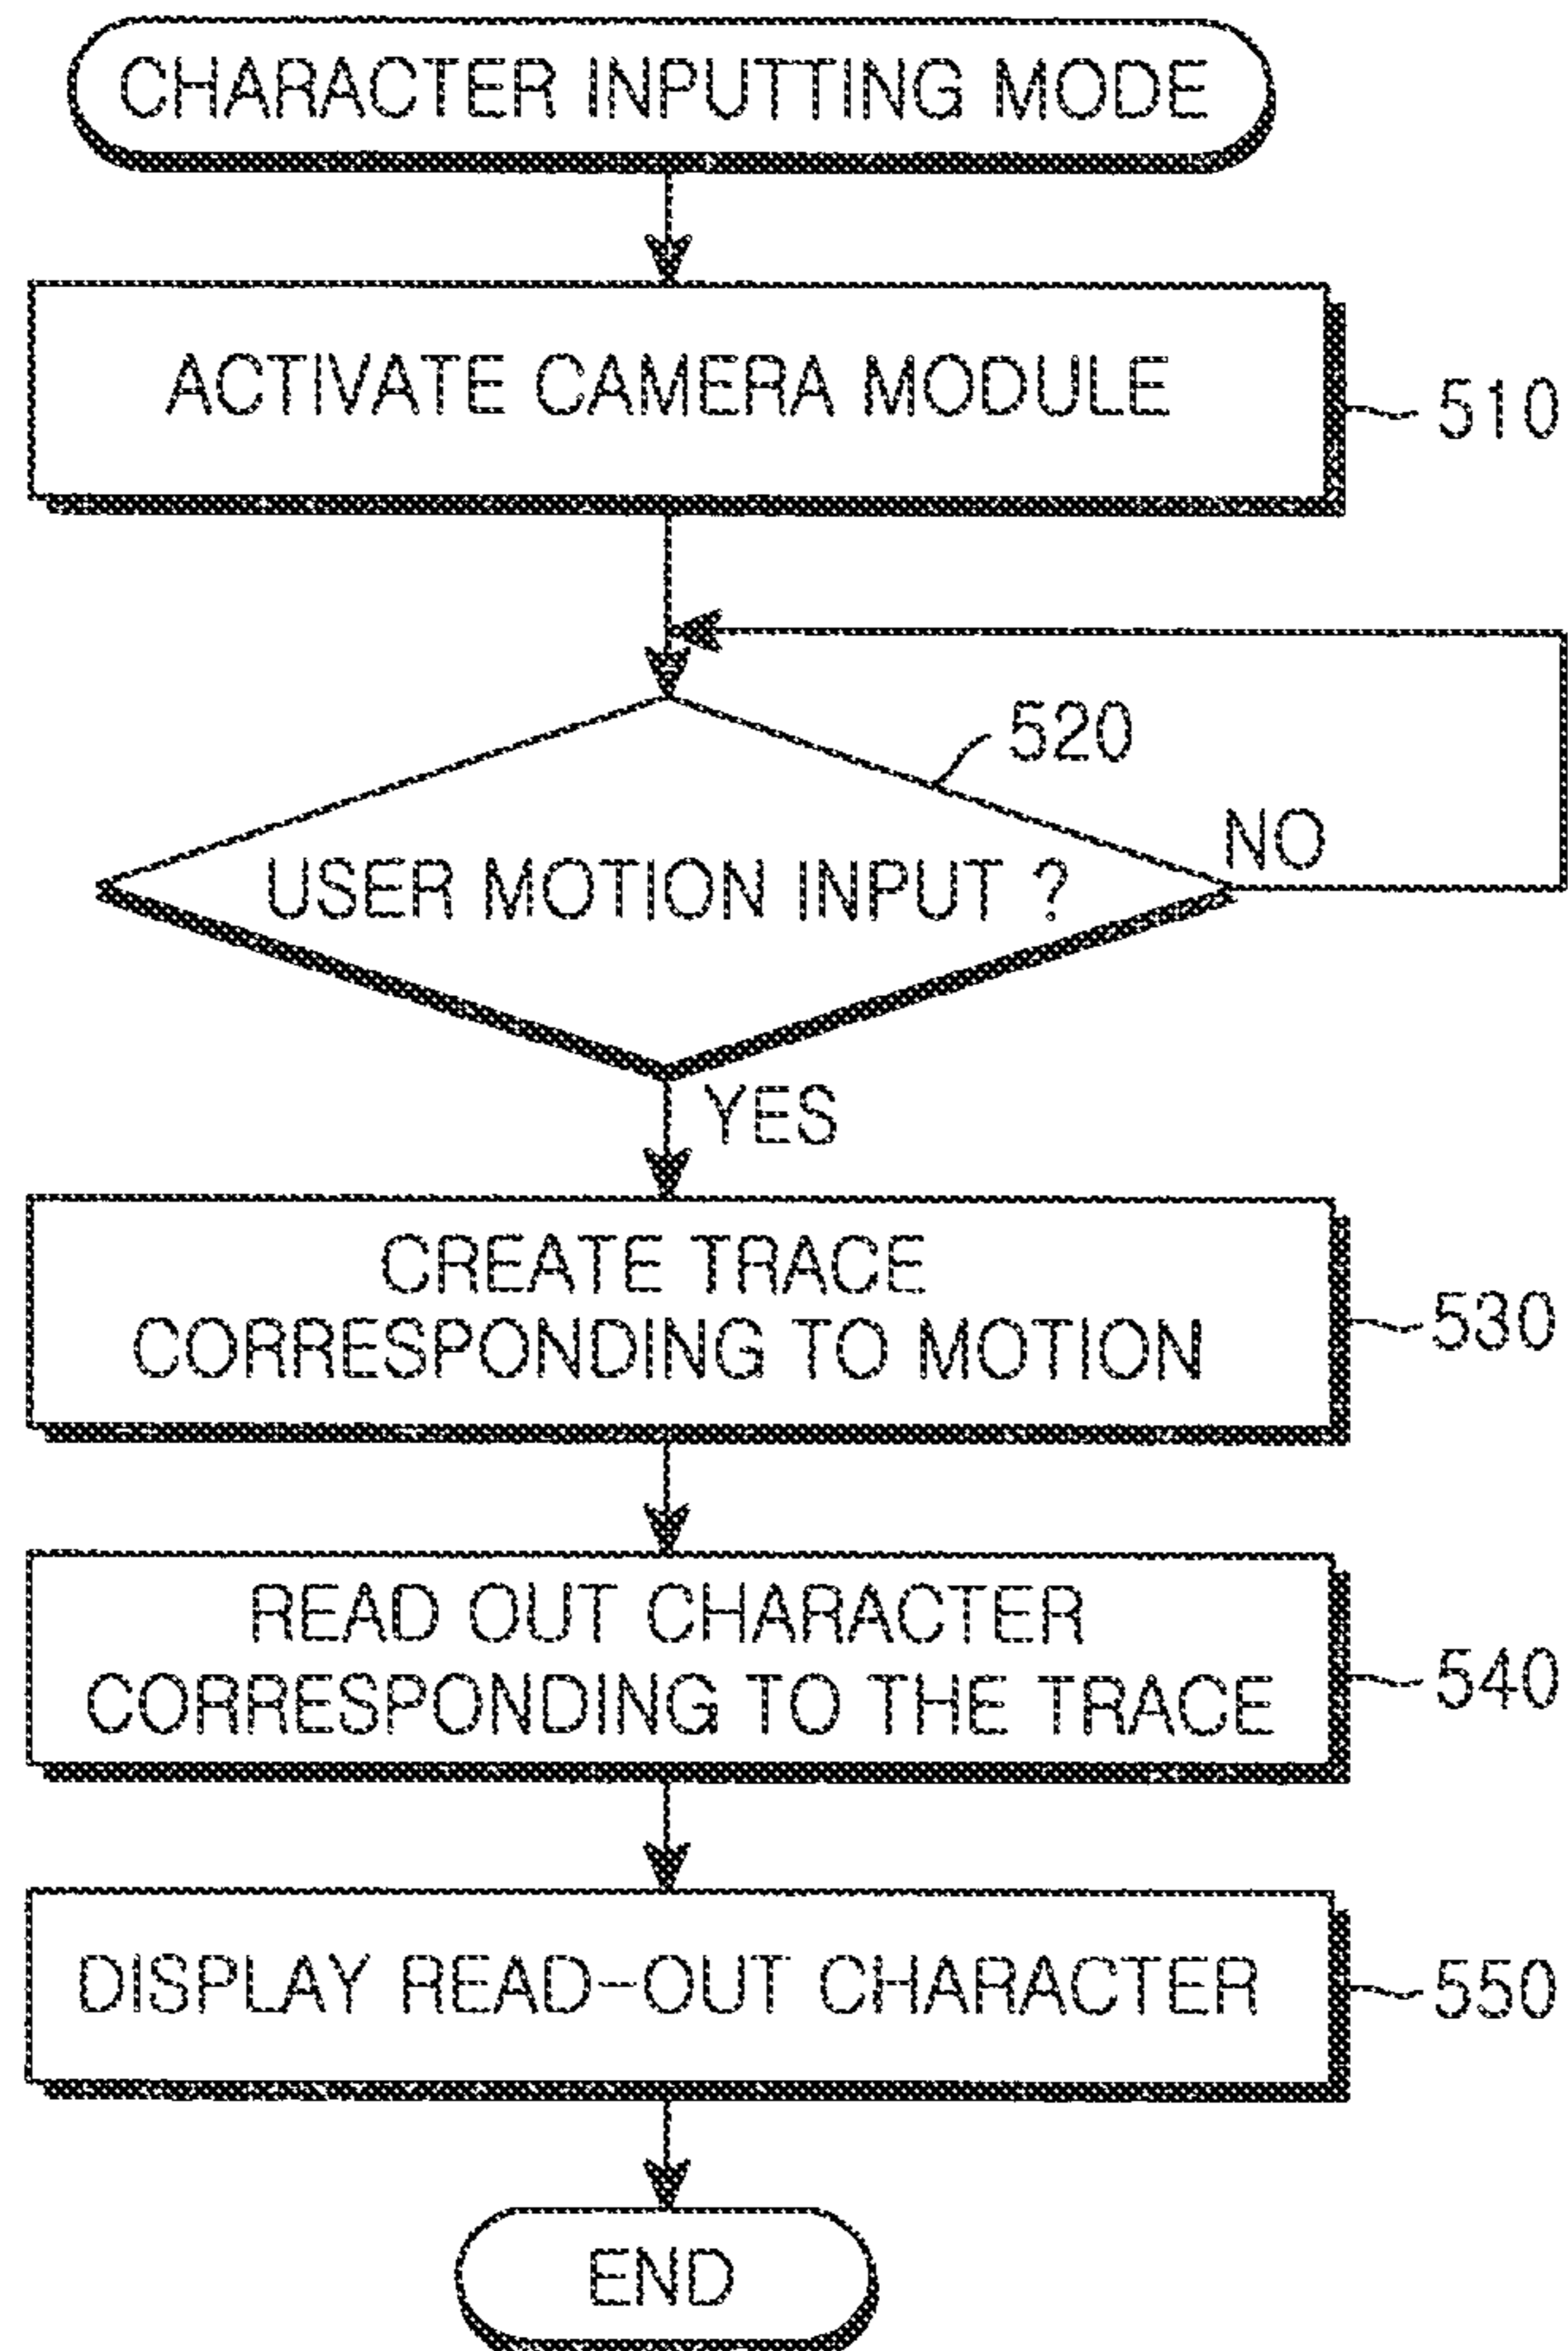 CHARACTER INPUTTING MODE
ACTIVATE CAMERA MODULE
510
520
NO
USER MOTION INPUT ?
YES
CREATE TRACE
CORRESPONDING TO MOTION
530
READ OUT CHARACTER
CORRESPONDING TO THE TRACE
540
DISPLAY READ-OUT CHARACTER
550
END